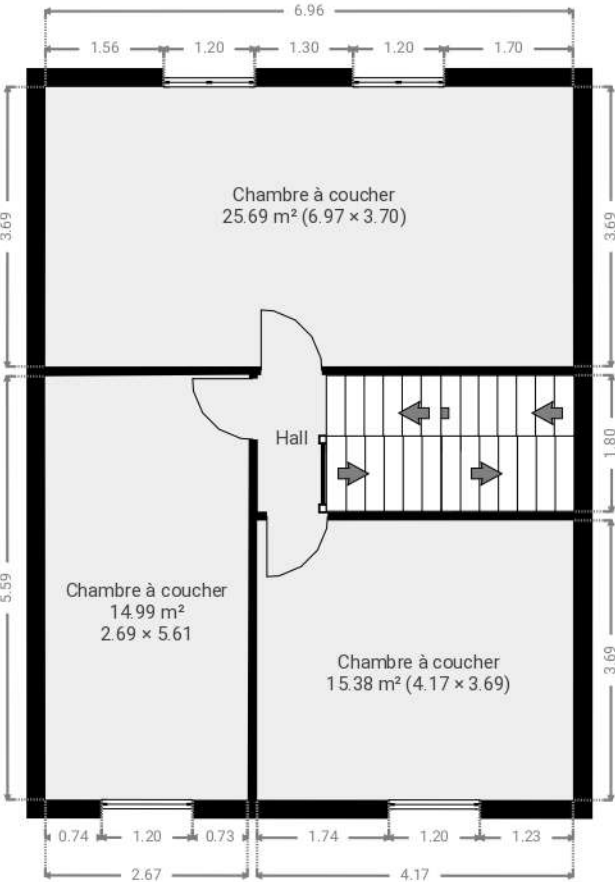 6.96
1.56 1.20 1.30 1.20 1.70
Chambre à coucher
25.69 m² (6.97 × 3.70)
3.69
3.69
Hall
1.80
Chambre à coucher
14.99 m²
2.69 × 5.61
5.59
Chambre à coucher
15.38 m² (4.17 × 3.69)
3.69
0.74 1.20 0.73 1.74 1.20 1.23
2.67 4.17